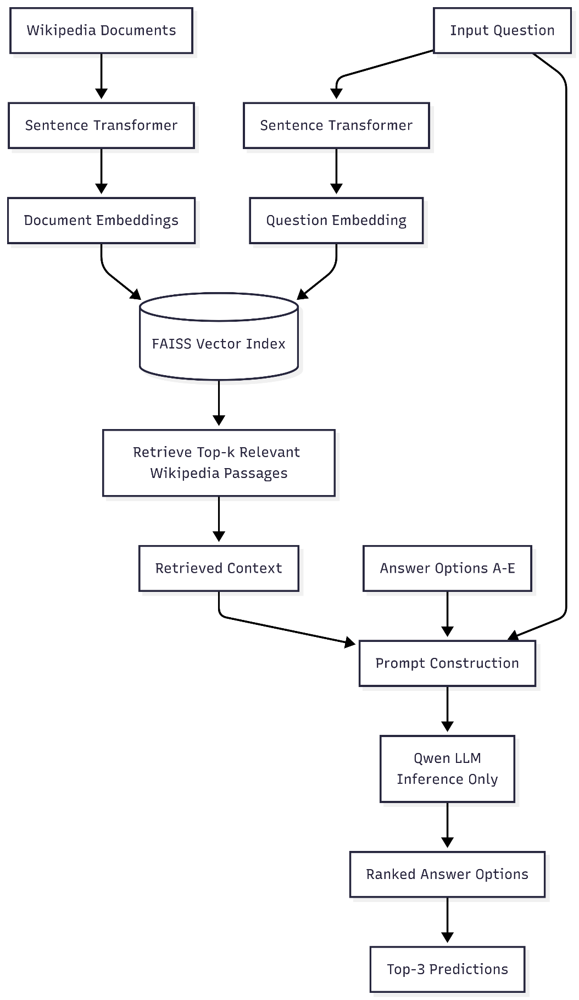 Wikipedia Documents
Input Question
Sentence Transformer
Sentence Transformer
Document Embeddings
Question Embedding
FAISS Vector Index
Retrieve Top-k Relevant
Wikipedia Passages
Retrieved Context
Answer Options A-E
Prompt Construction
Qwen LLM
Inference Only
Ranked Answer Options
Top-3 Predictions